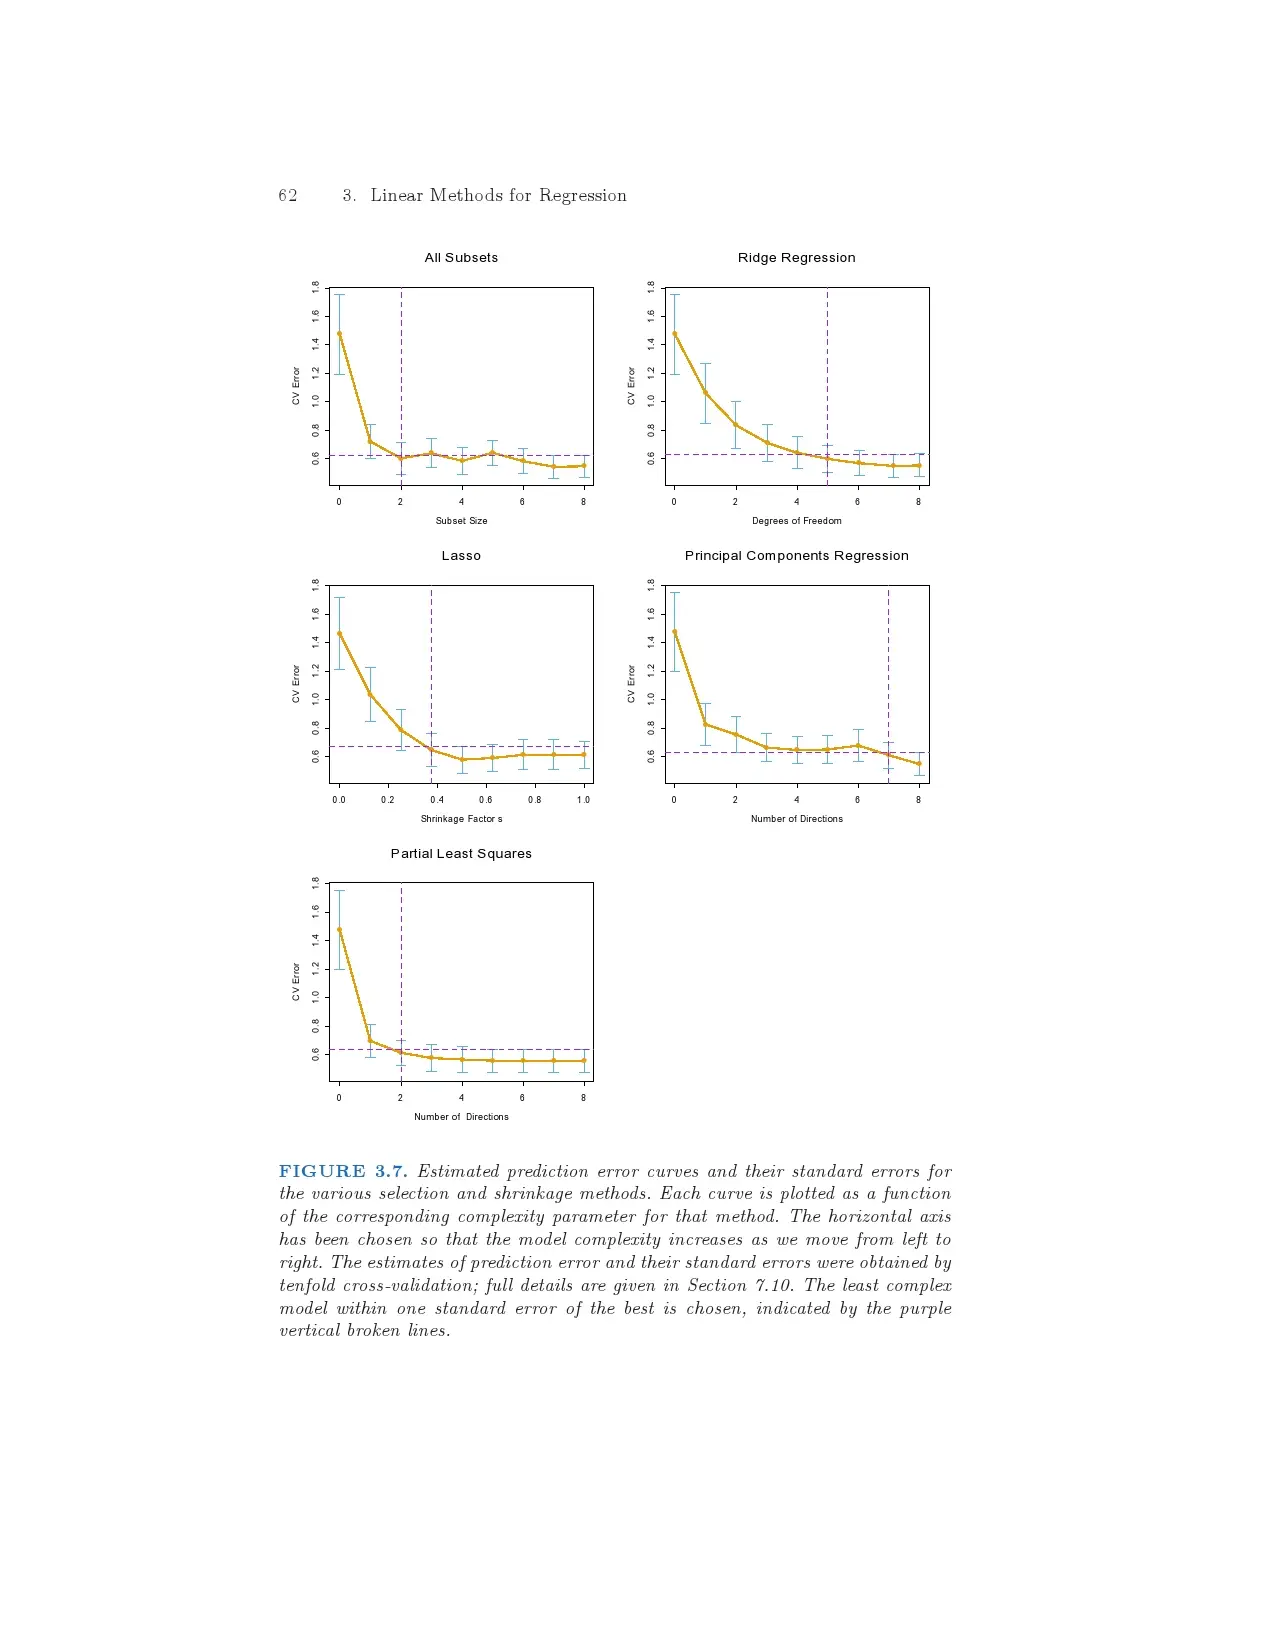 62 3. Linear Methods for Regression
All Subsets
CV Error
0.6 0.8 1.0 1.2 1.4 1.6 1.8
0 2 4 6 8
Subset Size
Ridge Regression
CV Error
0.6 0.8 1.0 1.2 1.4 1.6 1.8
0 2 4 6 8
Degrees of Freedom
Lasso
CV Error
0.6 0.8 1.0 1.2 1.4 1.6 1.8
0.0 0.2 0.4 0.6 0.8 1.0
Shrinkage Factor s
Principal Components Regression
CV Error
0.6 0.8 1.0 1.2 1.4 1.6 1.8
0 2 4 6 8
Number of Directions
Partial Least Squares
CV Error
0.6 0.8 1.0 1.2 1.4 1.6 1.8
0 2 4 6 8
Number of Directions
FIGURE 3.7. Estimated prediction error curves and their standard errors for
the various selection and shrinkage methods. Each curve is plotted as a function
of the corresponding complexity parameter for that method. The horizontal axis
has been chosen so that the model complexity increases as we move from left to
right. The estimates of prediction error and their standard errors were obtained by
tenfold cross-validation; full details are given in Section 7.10. The least complex
model within one standard error of the best is chosen, indicated by the purple
vertical broken lines.